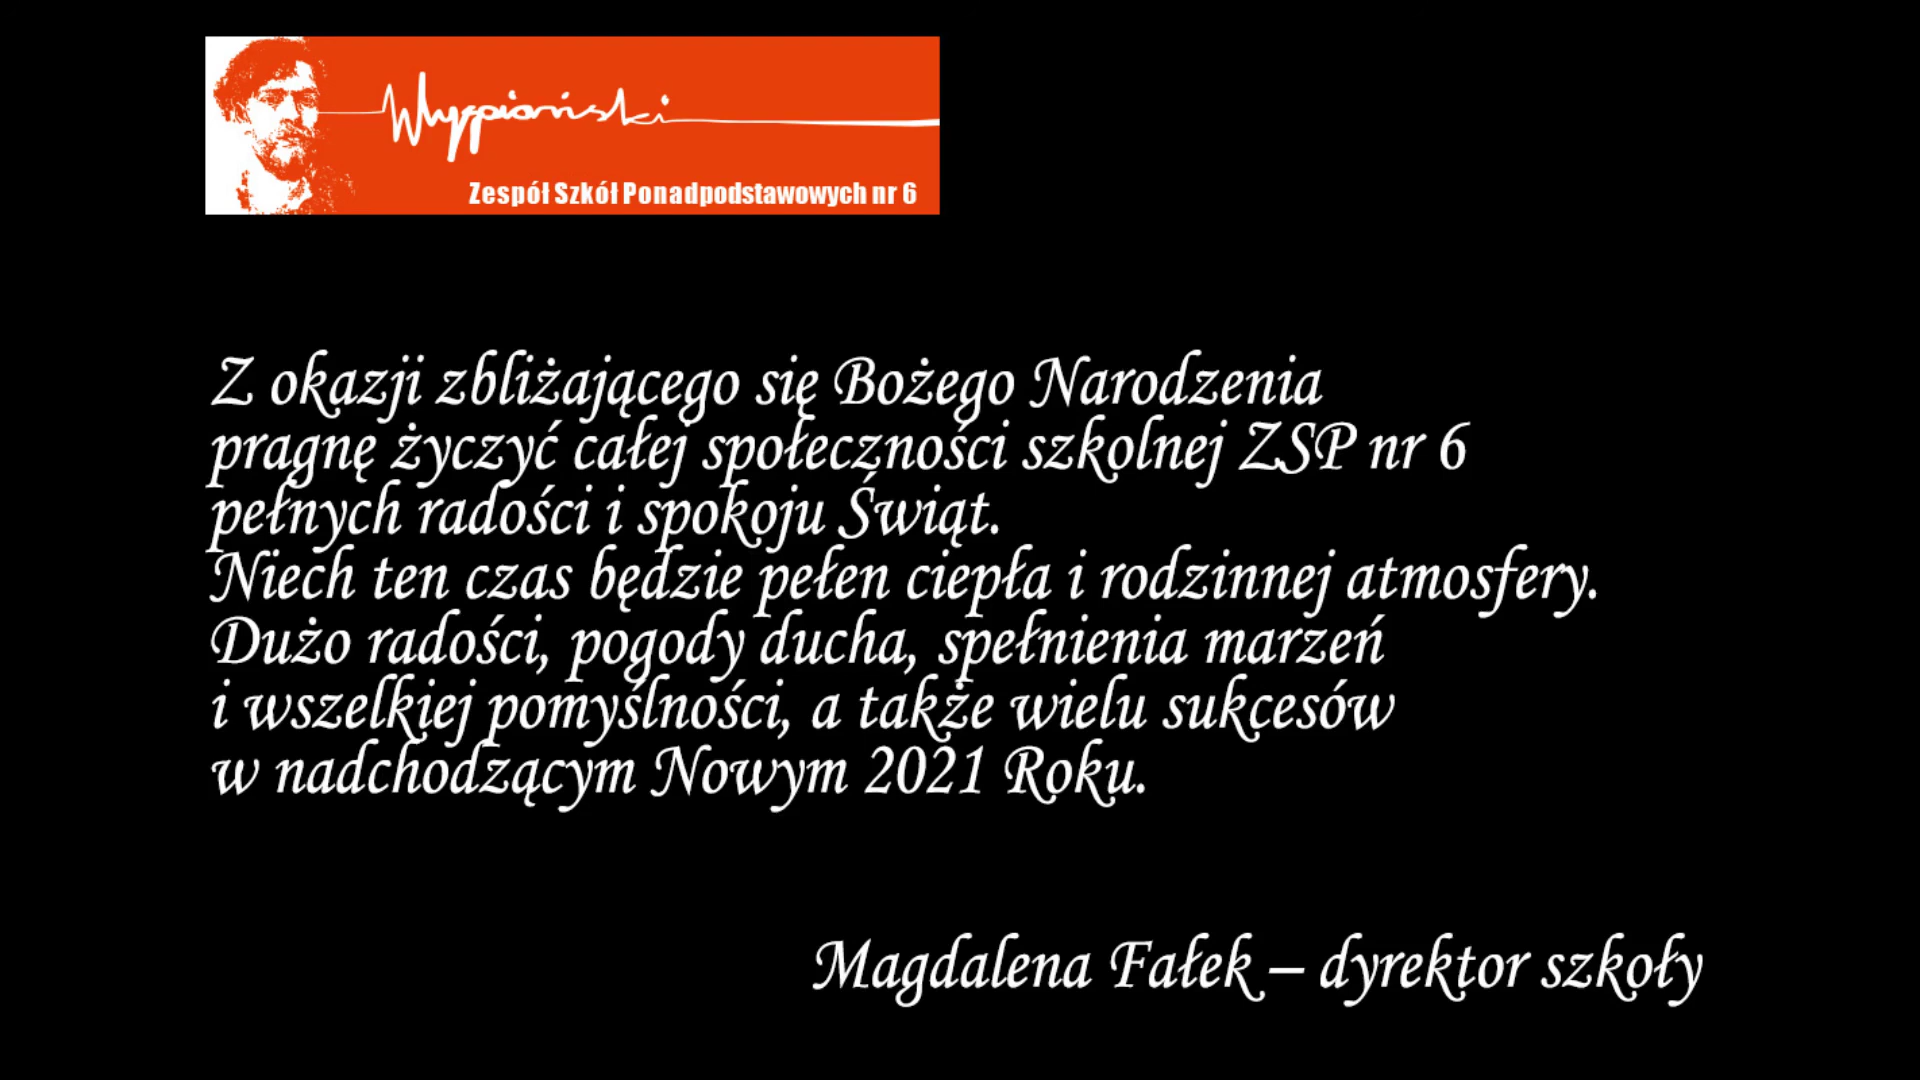 Wyspiański
Zespół Szkół Ponadpodstawowych nr 6
Z okazji zbliżającego się Bożego Narodzenia
pragnę życzyć całej społeczności szkolnej ZSP nr 6
pełnych radości i spokoju Świąt.
Niech ten czas będzie pełen ciepła i rodzinnej atmosfery.
Dużo radości, pogody ducha, spełnienia marzeń
i wszelkiej pomyślności, a także wielu sukcesów
w nadchodzącym Nowym 2021 Roku.
Magdalena Fałek – dyrektor szkoły